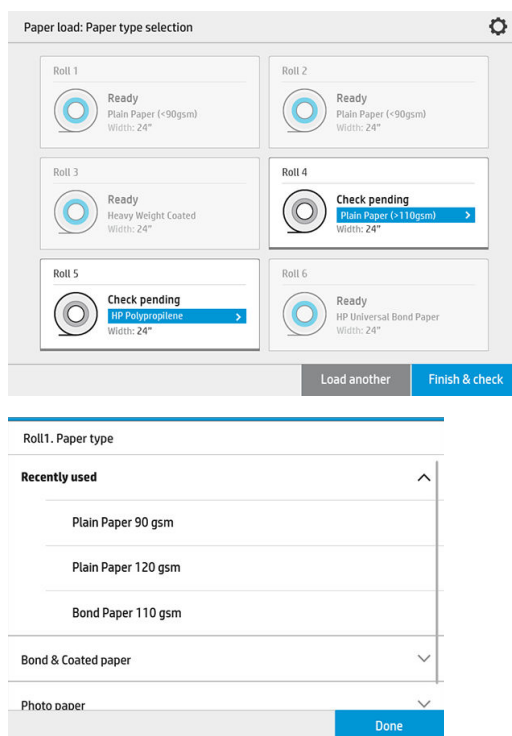 Paper load: Paper type selection
Roll 1
Ready
Plain Paper (<90gsm)
Width: 24"
Roll 2
Ready
Plain Paper (<90gsm)
Width: 24"
Roll 3
Ready
Heavy Weight Coated
Width: 24"
Roll 4
Check pending
Plain Paper (>110gsm)
Width: 24"
Roll 5
Check pending
HP Polypropilene
Width: 24"
Roll 6
Ready
HP Universal Bond Paper
Width: 24"
Load another
Finish & check
Roll1. Paper type
Recently used
Plain Paper 90 gsm
Plain Paper 120 gsm
Bond Paper 110 gsm
Bond & Coated paper
Photo paper
Done